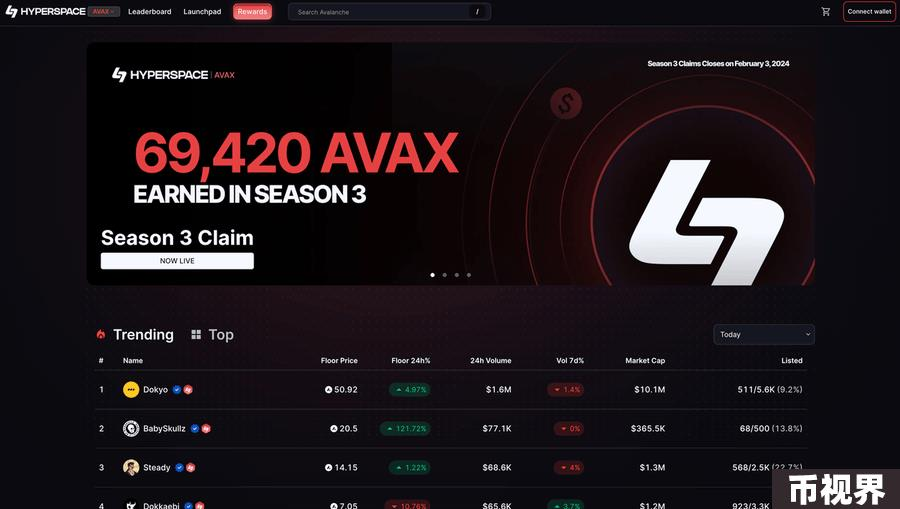 HYPERSPACE AVAX Leaderboard Launchpad Rewards Search Avalanche / Connect wallet
Season 3 Claims Closes on February 3, 2024
HYPERSPACE | AVAX
69,420 AVAX
EARNED IN SEASON 3
Season 3 Claim
NOW LIVE
Trending Top Today
# Name Floor Price Floor 24h% 24h Volume Vol 7d% Market Cap Listed
1 Dokyo 50.92 4.97% $1.6M 1.4% $10.1M 511/5.6K (9.2%)
2 BabySkullz 20.5 121.72% $77.1K 0% $365.5K 68/500 (13.8%)
3 Steady 14.15 1.22% $68.6K 4% $1.3M 568/2.5K (22.7%)
4 Dokkaebi 7.05 10.76% $65.6K 3.7% $1.2M 923/3.3K
币视界